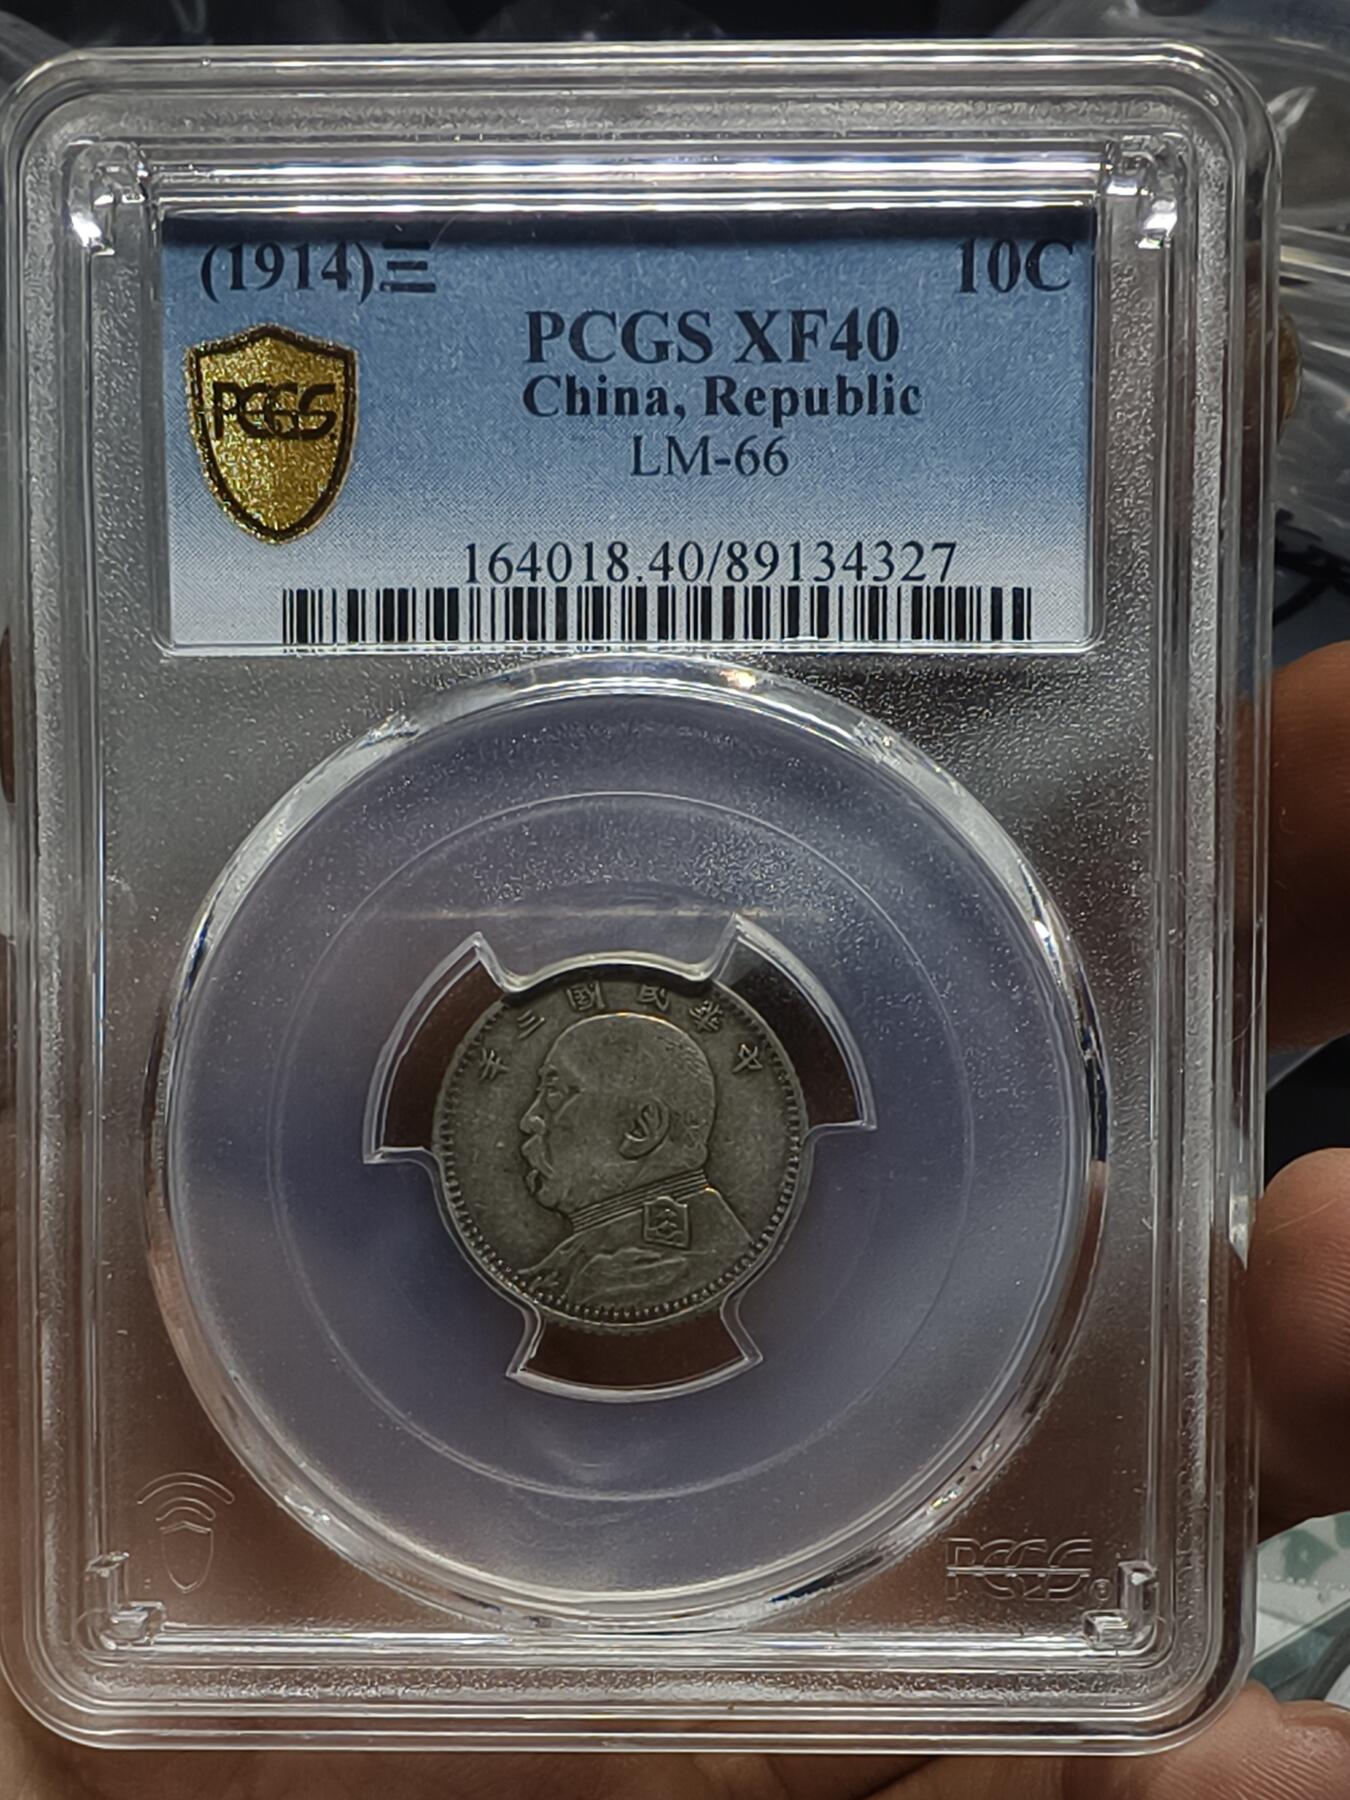 (1914)三 10C
PCGS XF40
PCGS
China, Republic
LM-66
164018.40/89134327
年三國民華中
PCGS